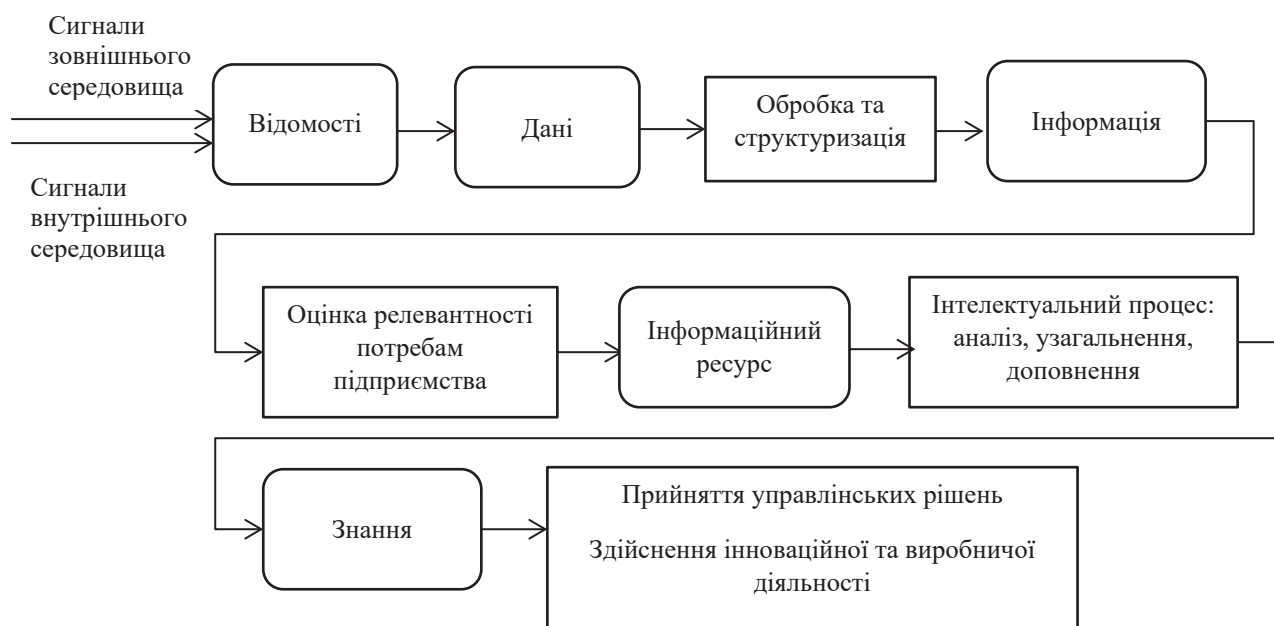 Сигнали
зовнішнього
середовища
Відомості
Дані
Обробка та
структуризація
Інформація
Сигнали
внутрішнього
середовища
Оцінка релевантності
потребам
підприємства
Інформаційний
ресурс
Інтелектуальний процес:
аналіз, узагальнення,
доповнення
Знання
Прийняття управлінських рішень
Здійснення інноваційної та виробничої
діяльності